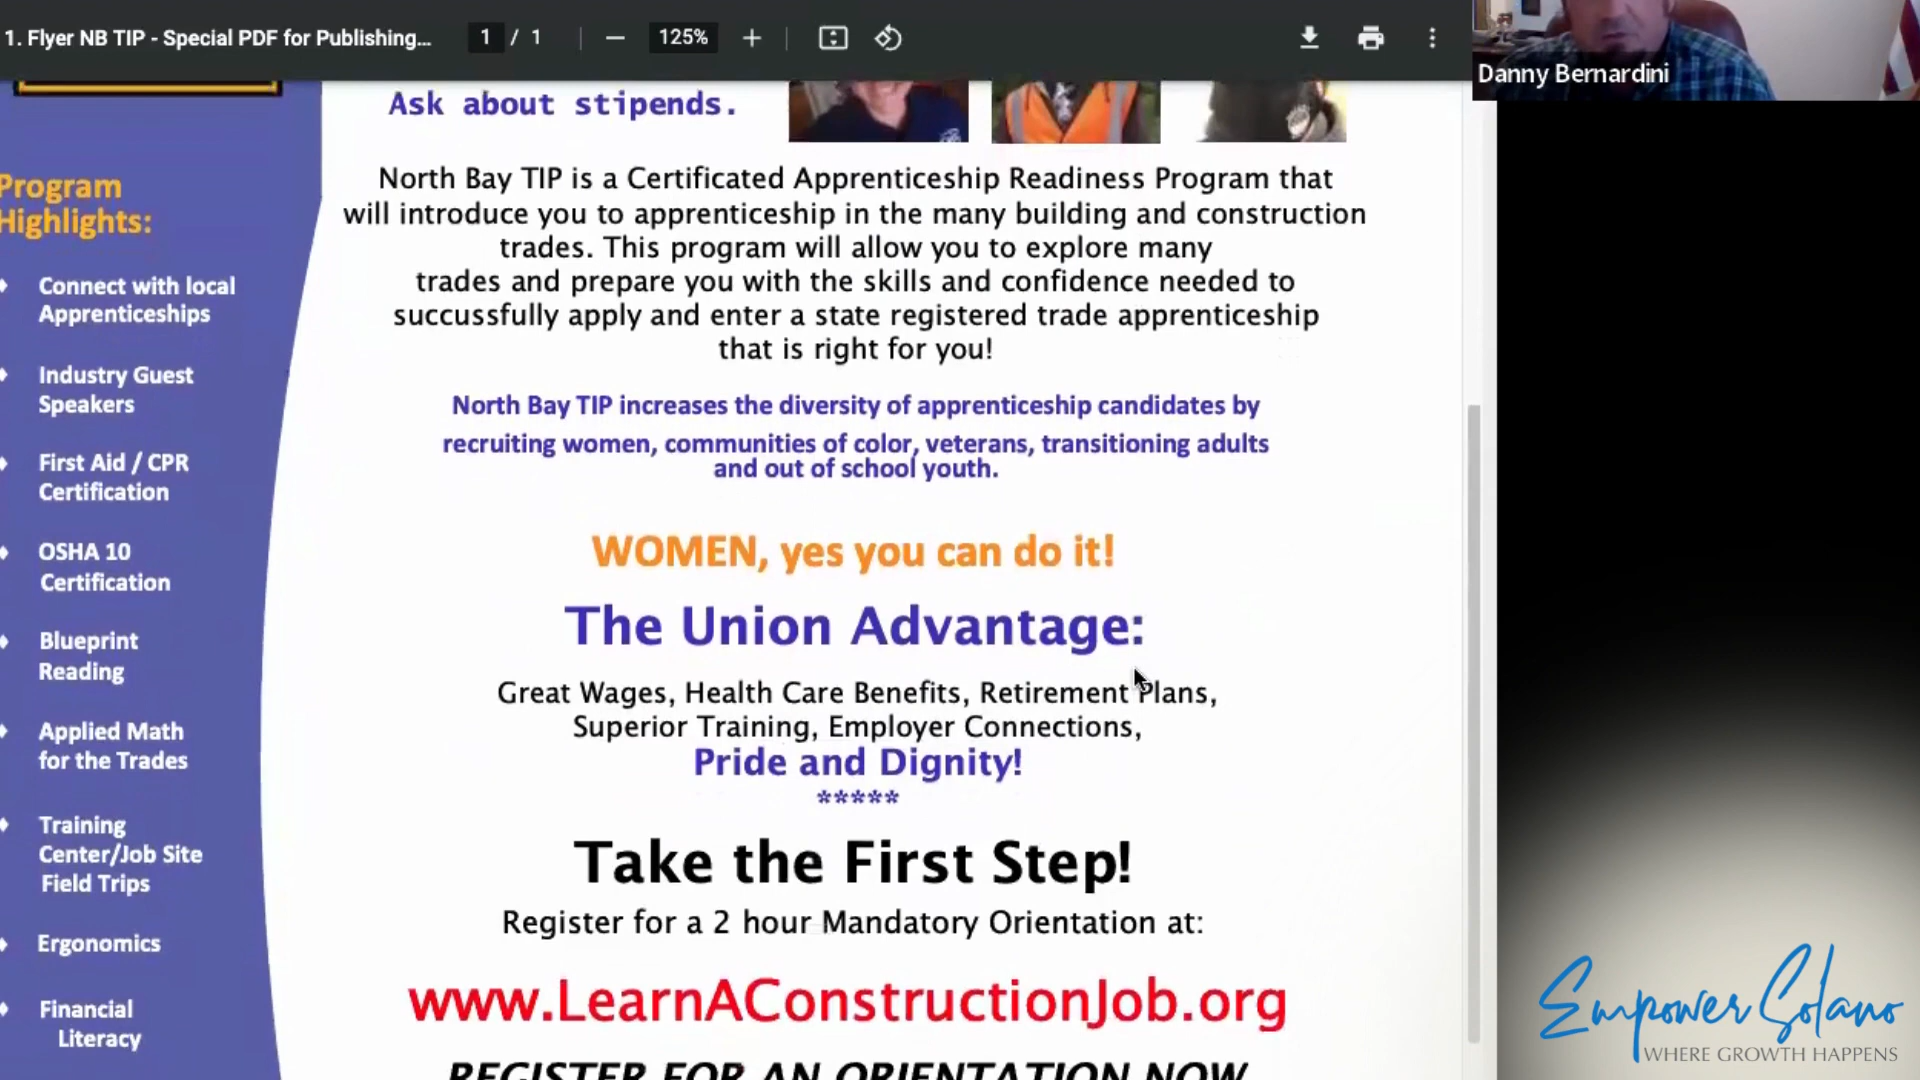 1. Flyer NB TIP - Special PDF for Publishing...
1 / 1
125%
Danny Bernardini
Ask about stipends.
Program
Highlights:
Connect with local
Apprenticeships
Industry Guest
Speakers
First Aid / CPR
Certification
OSHA 10
Certification
Blueprint
Reading
Applied Math
for the Trades
Training
Center/Job Site
Field Trips
Ergonomics
Financial
Literacy
North Bay TIP is a Certificated Apprenticeship Readiness Program that
will introduce you to apprenticeship in the many building and construction
trades. This program will allow you to explore many
trades and prepare you with the skills and confidence needed to
succussfully apply and enter a state registered trade apprenticeship
that is right for you!
North Bay TIP increases the diversity of apprenticeship candidates by
recruiting women, communities of color, veterans, transitioning adults
and out of school youth.
WOMEN, yes you can do it!
The Union Advantage:
Great Wages, Health Care Benefits, Retirement Plans,
Superior Training, Employer Connections,
Pride and Dignity!
*****
Take the First Step!
Register for a 2 hour Mandatory Orientation at:
www.LearnAConstructionJob.org
REGISTER FOR AN ORIENTATION NOW
Empower Solano
WHERE GROWTH HAPPENS